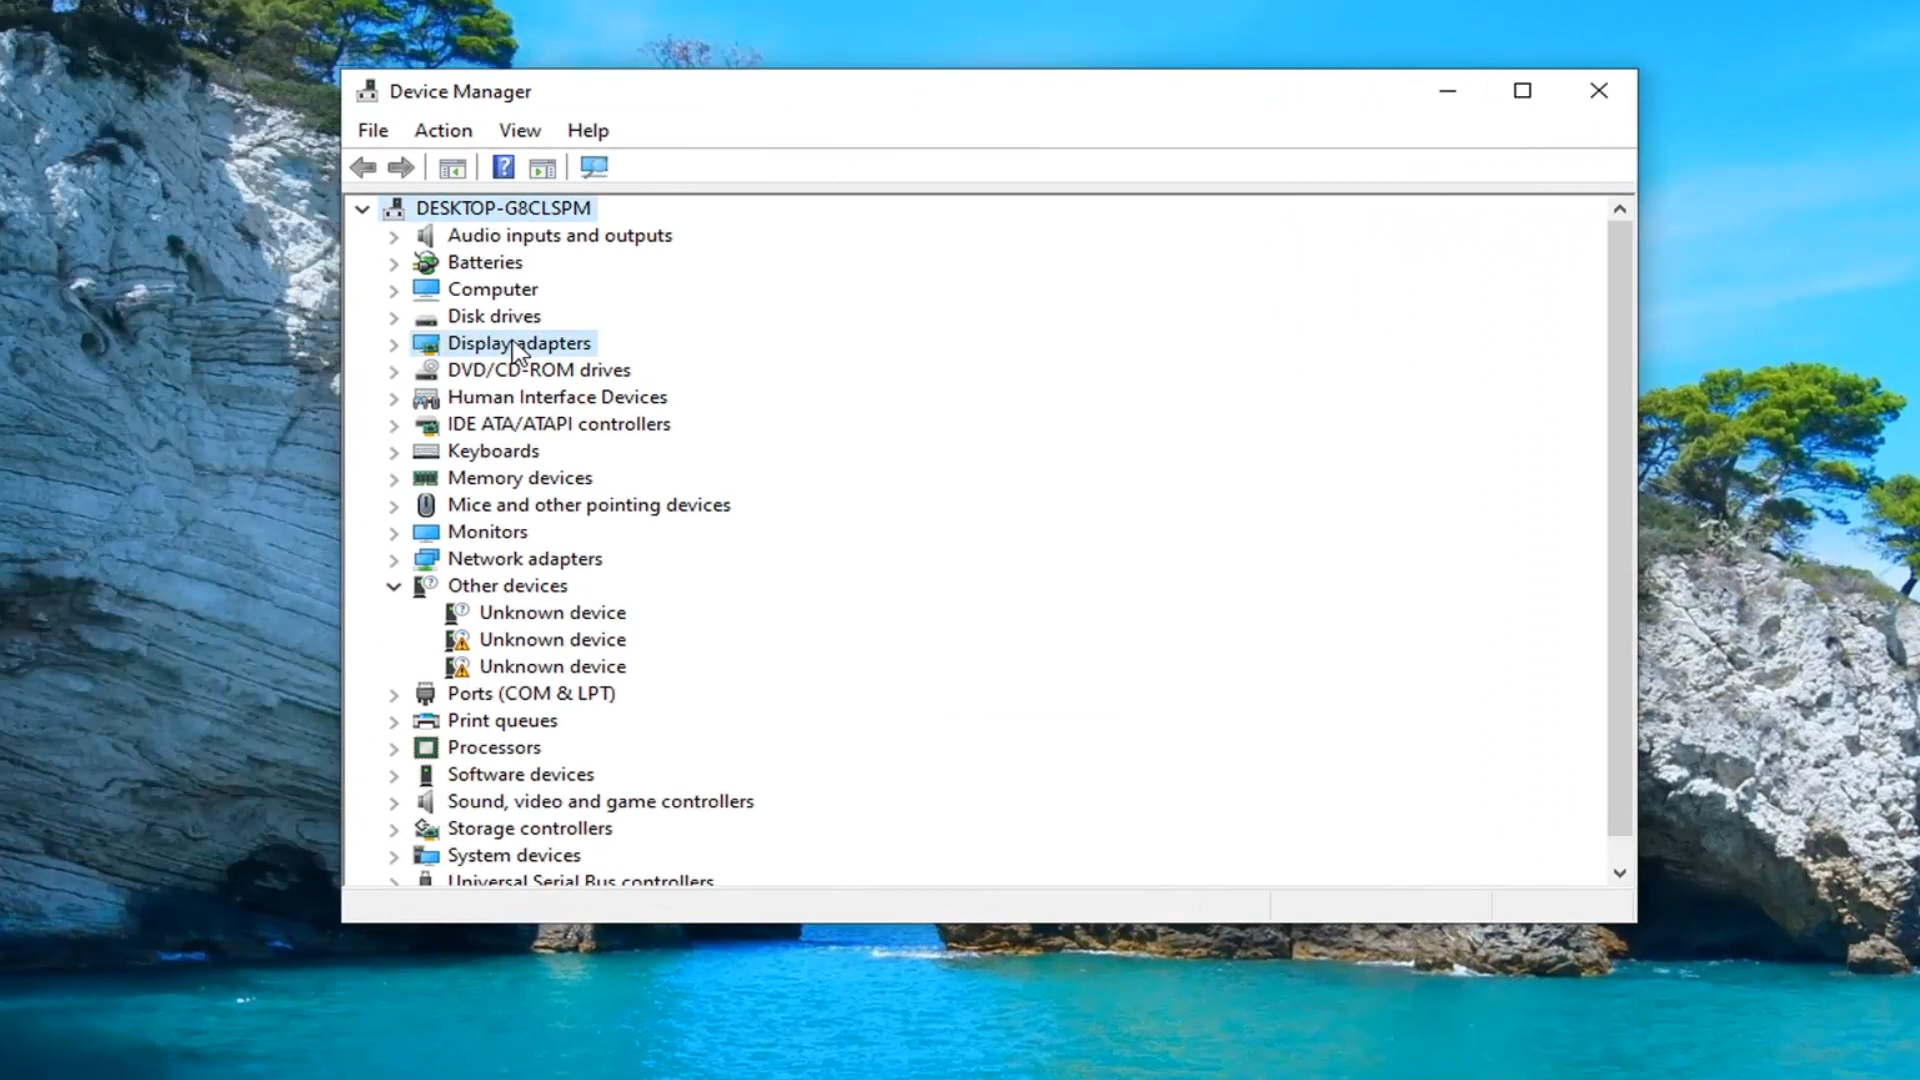 Device Manager
File Action View Help
DESKTOP-G8CLSPM
Audio inputs and outputs
Batteries
Computer
Disk drives
Display adapters
DVD/CD-ROM drives
Human Interface Devices
IDE ATA/ATAPI controllers
Keyboards
Memory devices
Mice and other pointing devices
Monitors
Network adapters
Other devices
Unknown device
Unknown device
Unknown device
Ports (COM & LPT)
Print queues
Processors
Software devices
Sound, video and game controllers
Storage controllers
System devices
Universal Serial Bus controllers